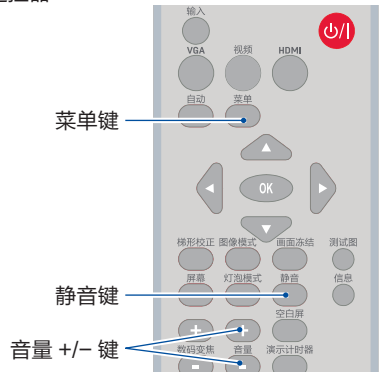 输入
VGA 视频 HDMI
自动 菜单
菜单键
OK
梯形校正 图像模式 画面冻结 测试图
屏幕 灯泡模式 静音 信息
静音键
空白屏
音量 +/– 键
数码变焦 音量 演示计时器